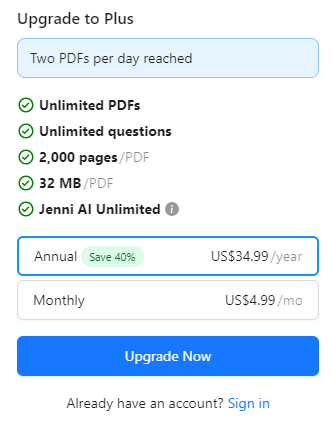 Upgrade to Plus
Two PDFs per day reached
Unlimited PDFs
Unlimited questions
2,000 pages/PDF
32 MB/PDF
Jenni AI Unlimited
Annual Save 40% US$34.99/year
Monthly US$4.99/mo
Upgrade Now
Already have an account? Sign in